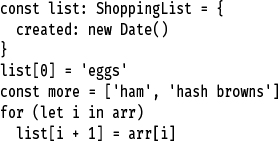 const list: ShoppingList = {
  created: new Date()
}
list[0] = 'eggs'
const more = ['ham', 'hash browns']
for (let i in arr)
  list[i + 1] = arr[i]